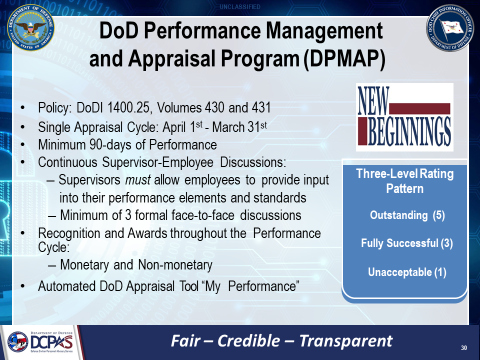 UNCLASSIFIED
DoD Performance Management
and Appraisal Program (DPMAP)
• Policy: DoDI 1400.25, Volumes 430 and 431
• Single Appraisal Cycle: April 1st - March 31st
• Minimum 90-days of Performance
• Continuous Supervisor-Employee Discussions:
– Supervisors must allow employees to provide input
into their performance elements and standards
– Minimum of 3 formal face-to-face discussions
• Recognition and Awards throughout the Performance
Cycle:
– Monetary and Non-monetary
• Automated DoD Appraisal Tool “My Performance”
NEW
BEGINNINGS
Three-Level Rating
Pattern
Outstanding (5)
Fully Successful (3)
Unacceptable (1)
DCPAS
Fair – Credible – Transparent
30